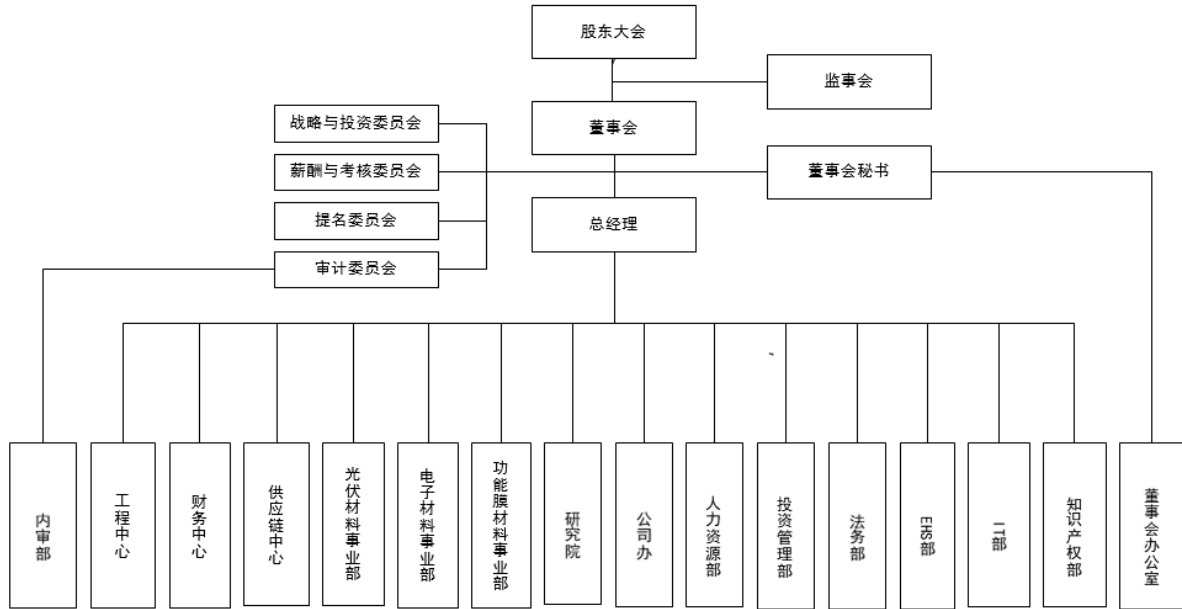 股东大会
监事会
战略与投资委员会
董事会
薪酬与考核委员会
董事会秘书
提名委员会
总经理
审计委员会
内审部
工程中心
财务中心
供应链中心
光伏材料事业部
电子材料事业部
功能膜材料事业部
研究院
公司办
人力资源部
投资管理部
法务部
EHS部
IT部
知识产权部
董事会办公室